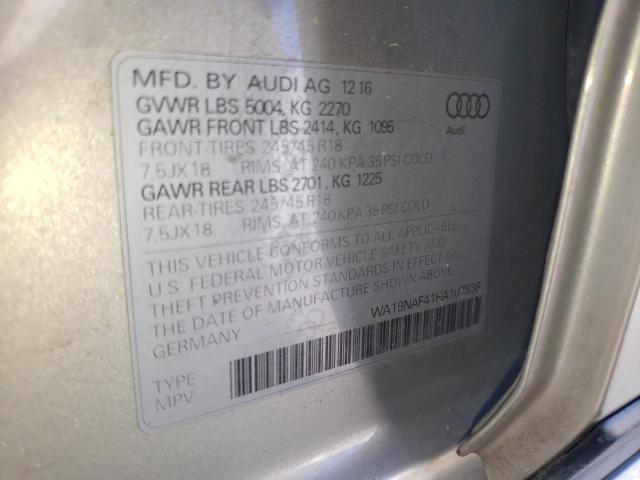 MFD. BY AUDI AG 12 16
GVWR LBS 5004, KG 2270
GAWR FRONT LBS 2414, KG 1095
FRONT-TIRES 245/45 R18
7,5JX18 RIMS, AT 240 KPA 35 PSI COLD
GAWR REAR LBS 2701, KG 1225
REAR-TIRES 245/45 R18
7,5JX18 RIMS, AT 240 KPA 35 PSI COLD
THIS VEHICLE CONFORMS TO ALL APPLICABLE
U.S. FEDERAL MOTOR VEHICLE SAFETY AND
THEFT PREVENTION STANDARDS IN EFFECT ON
THE DATE OF MANUFACTURE SHOWN ABOVE.
GERMANY
TYPE
MPV
Audi